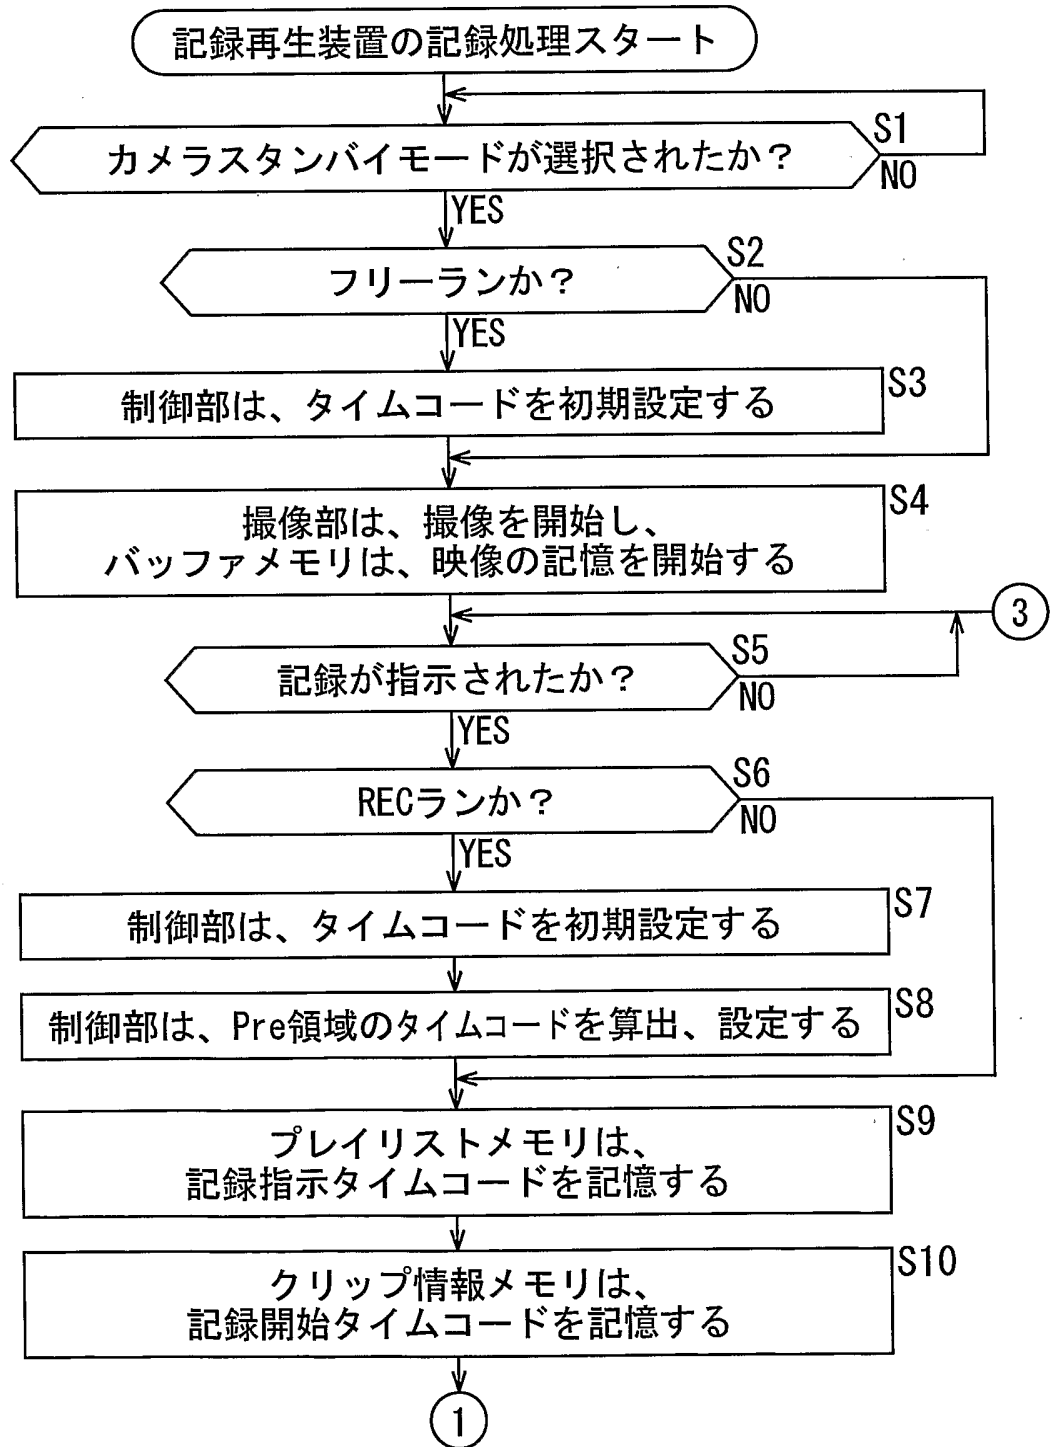 記録再生装置の記録処理スタート
カメラスタンバイモードが選択されたか？
S1
NO
YES
フリーランか？
S2
NO
YES
制御部は、タイムコードを初期設定する
S3
撮像部は、撮像を開始し、
バッファメモリは、映像の記憶を開始する
S4
3
記録が指示されたか？
S5
NO
YES
RECランか？
S6
NO
YES
制御部は、タイムコードを初期設定する
S7
制御部は、Pre領域のタイムコードを算出、設定する
S8
プレイリストメモリは、
記録指示タイムコードを記憶する
S9
クリップ情報メモリは、
記録開始タイムコードを記憶する
S10
1